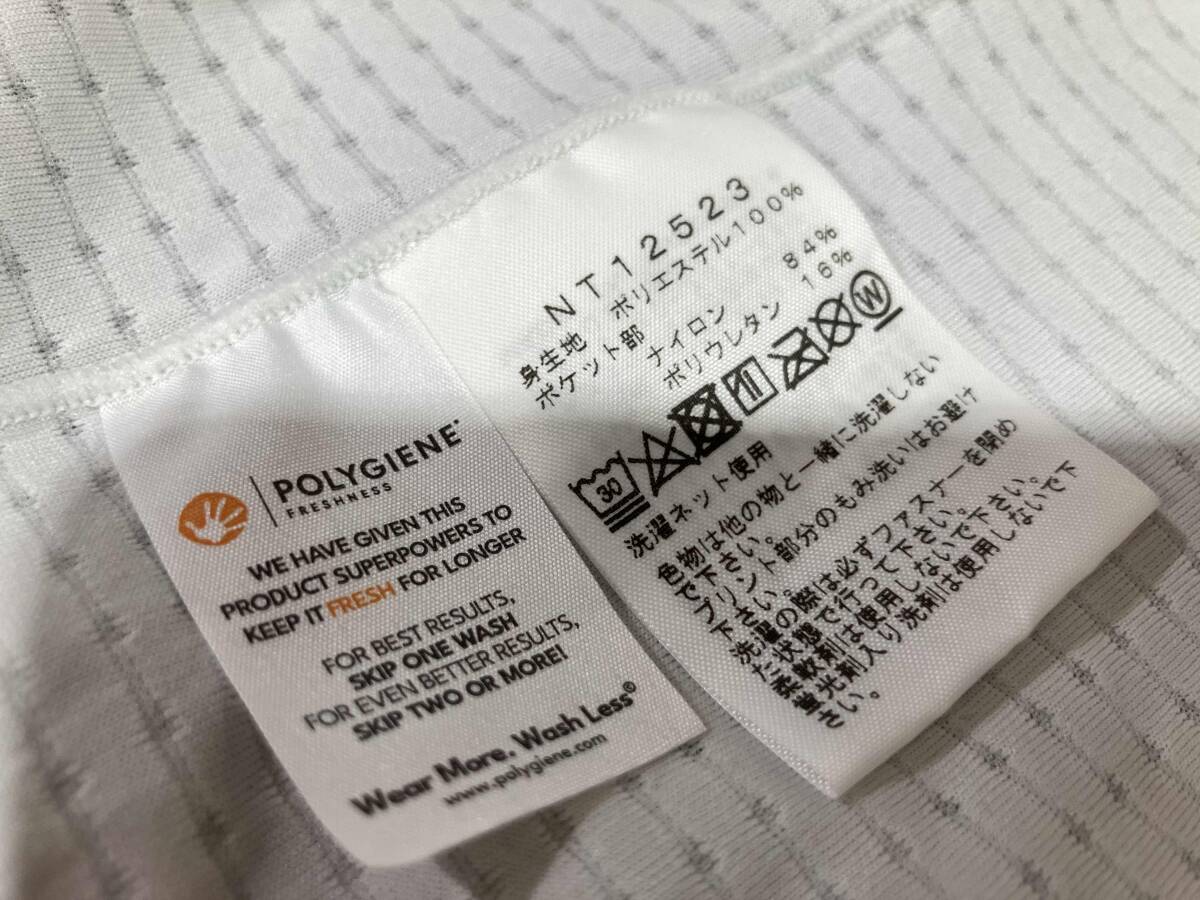 POLYGIENE
FRESHNESS
WE HAVE GIVEN THIS
PRODUCT SUPERPOWERS TO
KEEP IT FRESH FOR LONGER
FOR BEST RESULTS,
SKIP ONE WASH
FOR EVEN BETTER RESULTS,
SKIP TWO OR MORE!
Wear More. Wash Less®
www.polygiene.com
NT12523
身生地 ポリエステル100%
ポケット部 ナイロン 84%
ポリウレタン 16%
30
W
洗濯ネット使用
色物は他の物と一緒に洗濯しない
で下さい。
プリント部分のもみ洗いはお避け
下さい。
洗濯の際は必ずファスナーを閉め
た状態で行って下さい。
柔軟剤は使用しないで下さい。
蛍光剤入り洗剤は使用しないで下
さい。